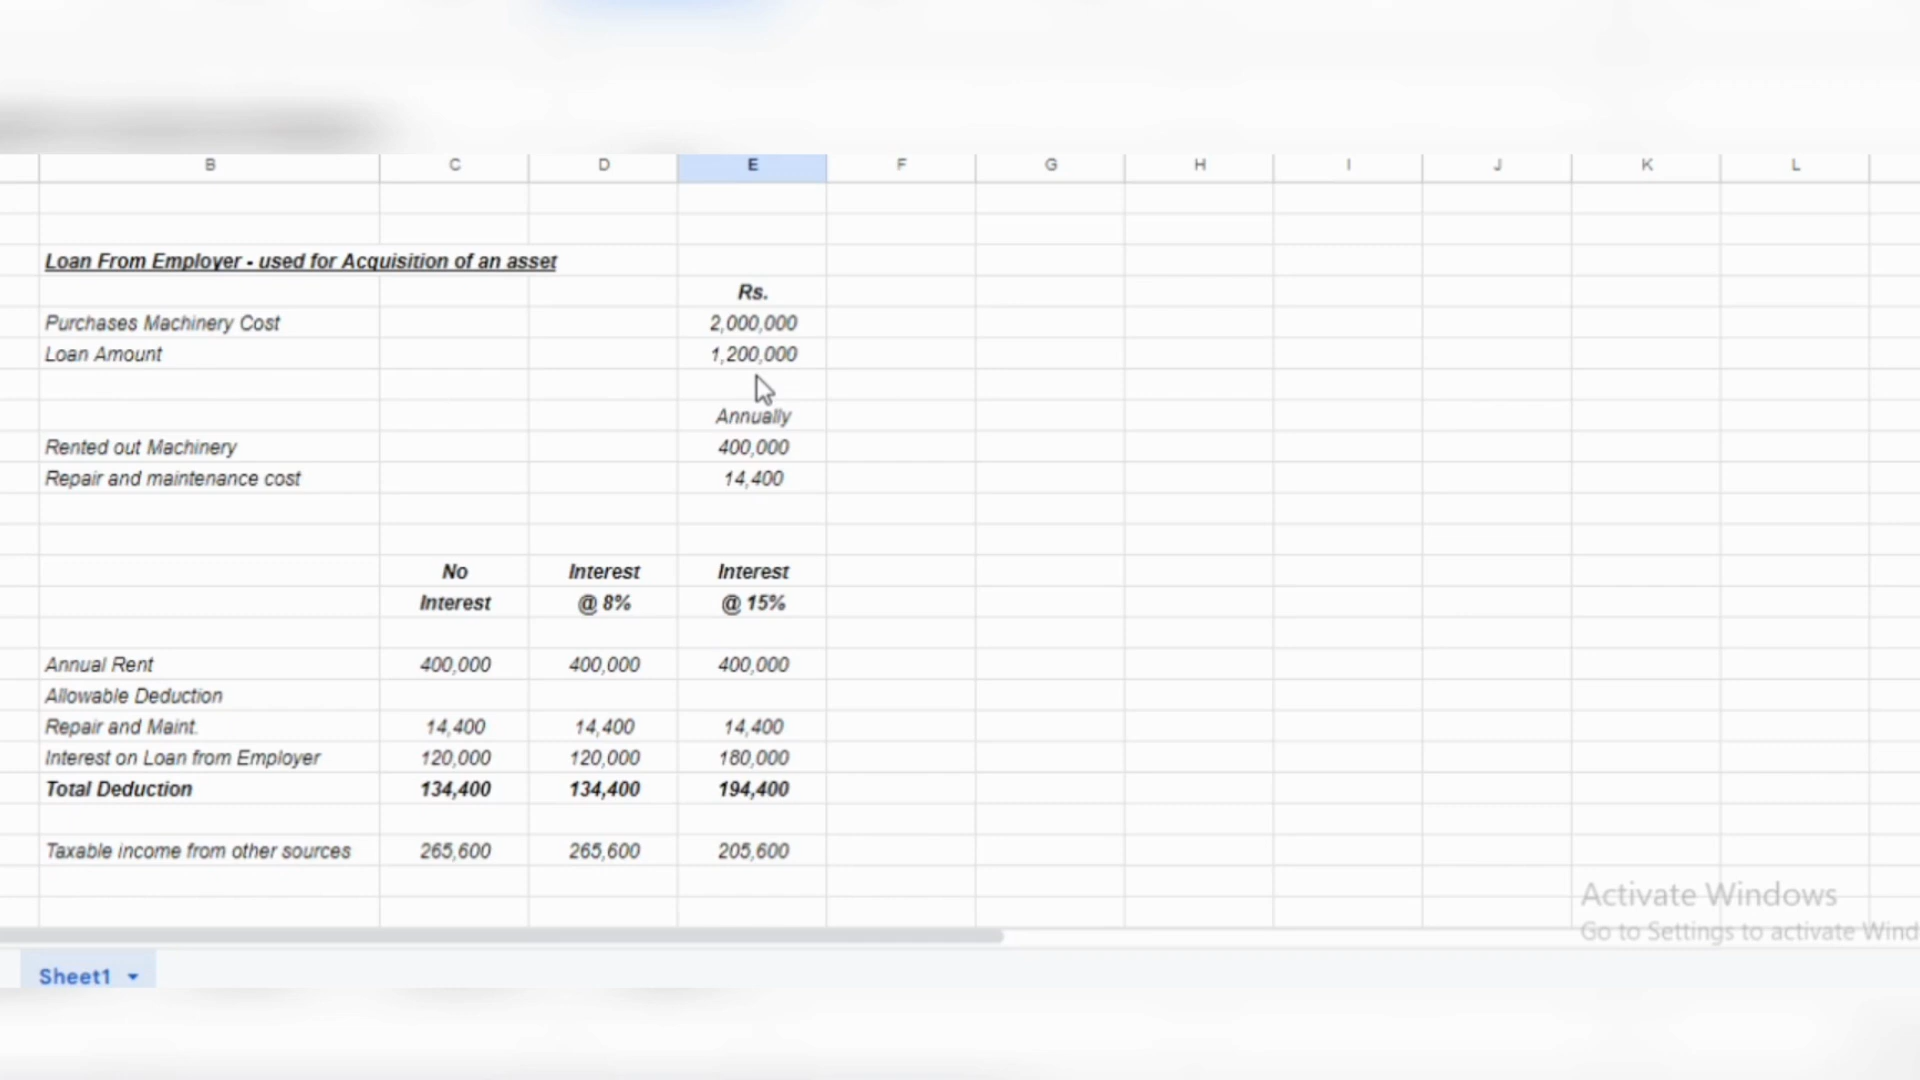 B C D E F G H I J K L
Loan From Employer - used for Acquisition of an asset
Rs.
Purchases Machinery Cost 2,000,000
Loan Amount 1,200,000
Annually
Rented out Machinery 400,000
Repair and maintenance cost 14,400
No Interest Interest
Interest @ 8% @ 15%
Annual Rent 400,000 400,000 400,000
Allowable Deduction
Repair and Maint. 14,400 14,400 14,400
Interest on Loan from Employer 120,000 120,000 180,000
Total Deduction 134,400 134,400 194,400
Taxable income from other sources 265,600 265,600 205,600
Activate Windows
Go to Settings to activate Wind
Sheet1